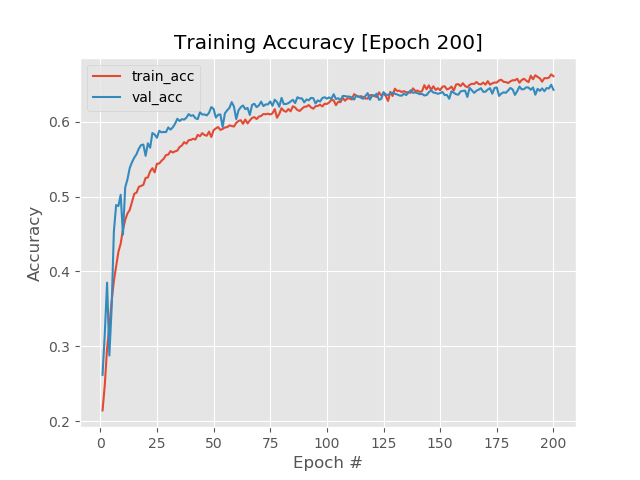 Training Accuracy [Epoch 200]
train_acc
val_acc
0.6
0.5
0.4
0.3
0.2
Accuracy
0 25 50 75 100 125 150 175 200
Epoch #